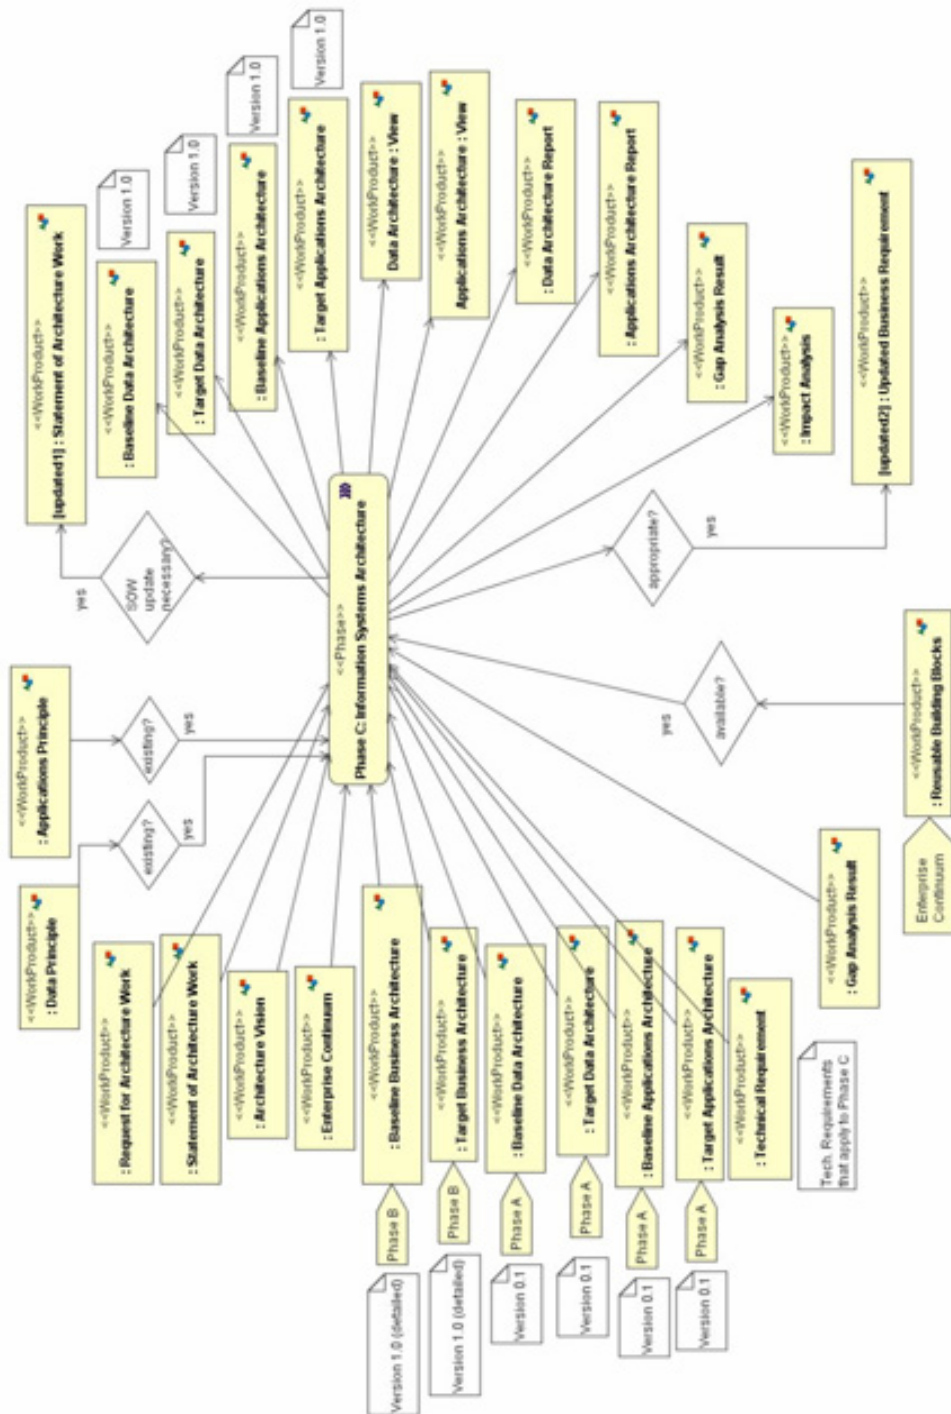 <<WorkProduct>>
: Data Principle
<<WorkProduct>>
: Applications Principle
existing?
yes
existing?
yes
<<WorkProduct>>
: Request for Architecture Work
<<WorkProduct>>
: Statement of Architecture Work
<<WorkProduct>>
: Architecture Vision
<<WorkProduct>>
: Enterprise Continuum
Version 1.0 (detailed)
Phase B
<<WorkProduct>>
: Baseline Business Architecture
Version 1.0 (detailed)
Phase B
<<WorkProduct>>
: Target Business Architecture
Version 0.1
Phase A
<<WorkProduct>>
: Baseline Data Architecture
Version 0.1
Phase A
<<WorkProduct>>
: Target Data Architecture
Version 0.1
Phase A
<<WorkProduct>>
: Baseline Applications Architecture
Version 0.1
Phase A
<<WorkProduct>>
: Target Applications Architecture
<<WorkProduct>>
: Technical Requirement
Tech. Requirements
that apply to Phase C
<<WorkProduct>>
: Gap Analysis Result
Enterprise
Continuum
<<WorkProduct>>
: Reusable Building Blocks
available?
yes
<<Phase>>
Phase C: Information Systems Architecture
SOW
update
necessary?
yes
<<WorkProduct>>
[updated1] : Statement of Architecture Work
<<WorkProduct>>
: Baseline Data Architecture
Version 1.0
<<WorkProduct>>
: Target Data Architecture
Version 1.0
<<WorkProduct>>
: Baseline Applications Architecture
Version 1.0
<<WorkProduct>>
: Target Applications Architecture
Version 1.0
<<WorkProduct>>
Data Architecture : View
<<WorkProduct>>
Applications Architecture : View
<<WorkProduct>>
: Data Architecture Report
<<WorkProduct>>
: Applications Architecture Report
<<WorkProduct>>
: Gap Analysis Result
<<WorkProduct>>
: Impact Analysis
appropriate?
yes
<<WorkProduct>>
[updated2] : Updated Business Requirement